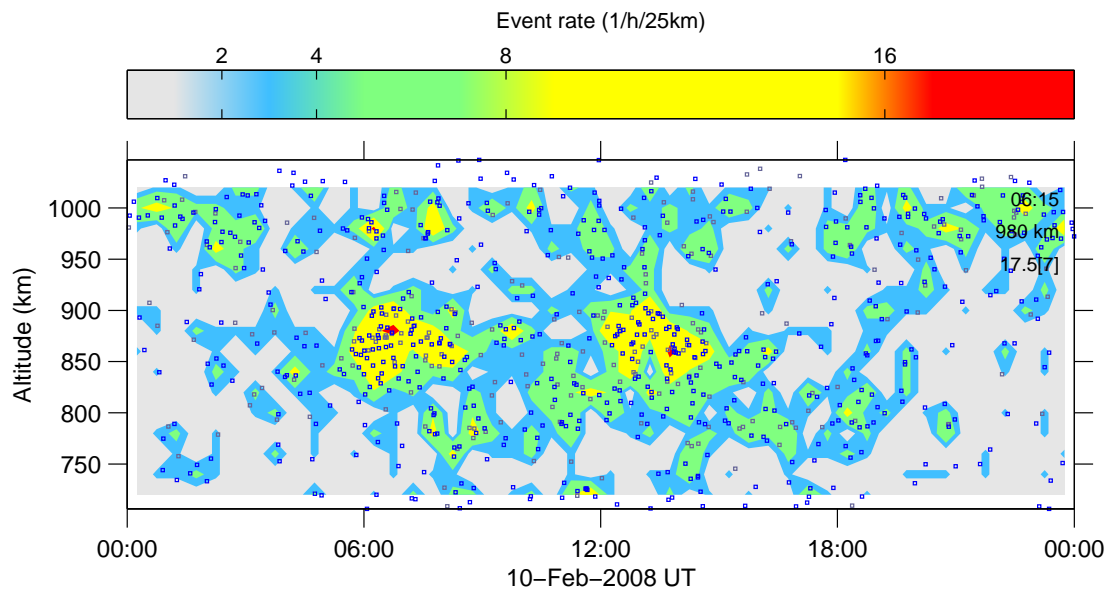 Event rate (1/h/25km)
2 4 8 16
1000
950
900
850
800
750
Altitude (km)
06:15
980 km
17.5[7]
00:00 06:00 12:00 18:00 00:00
10−Feb−2008 UT